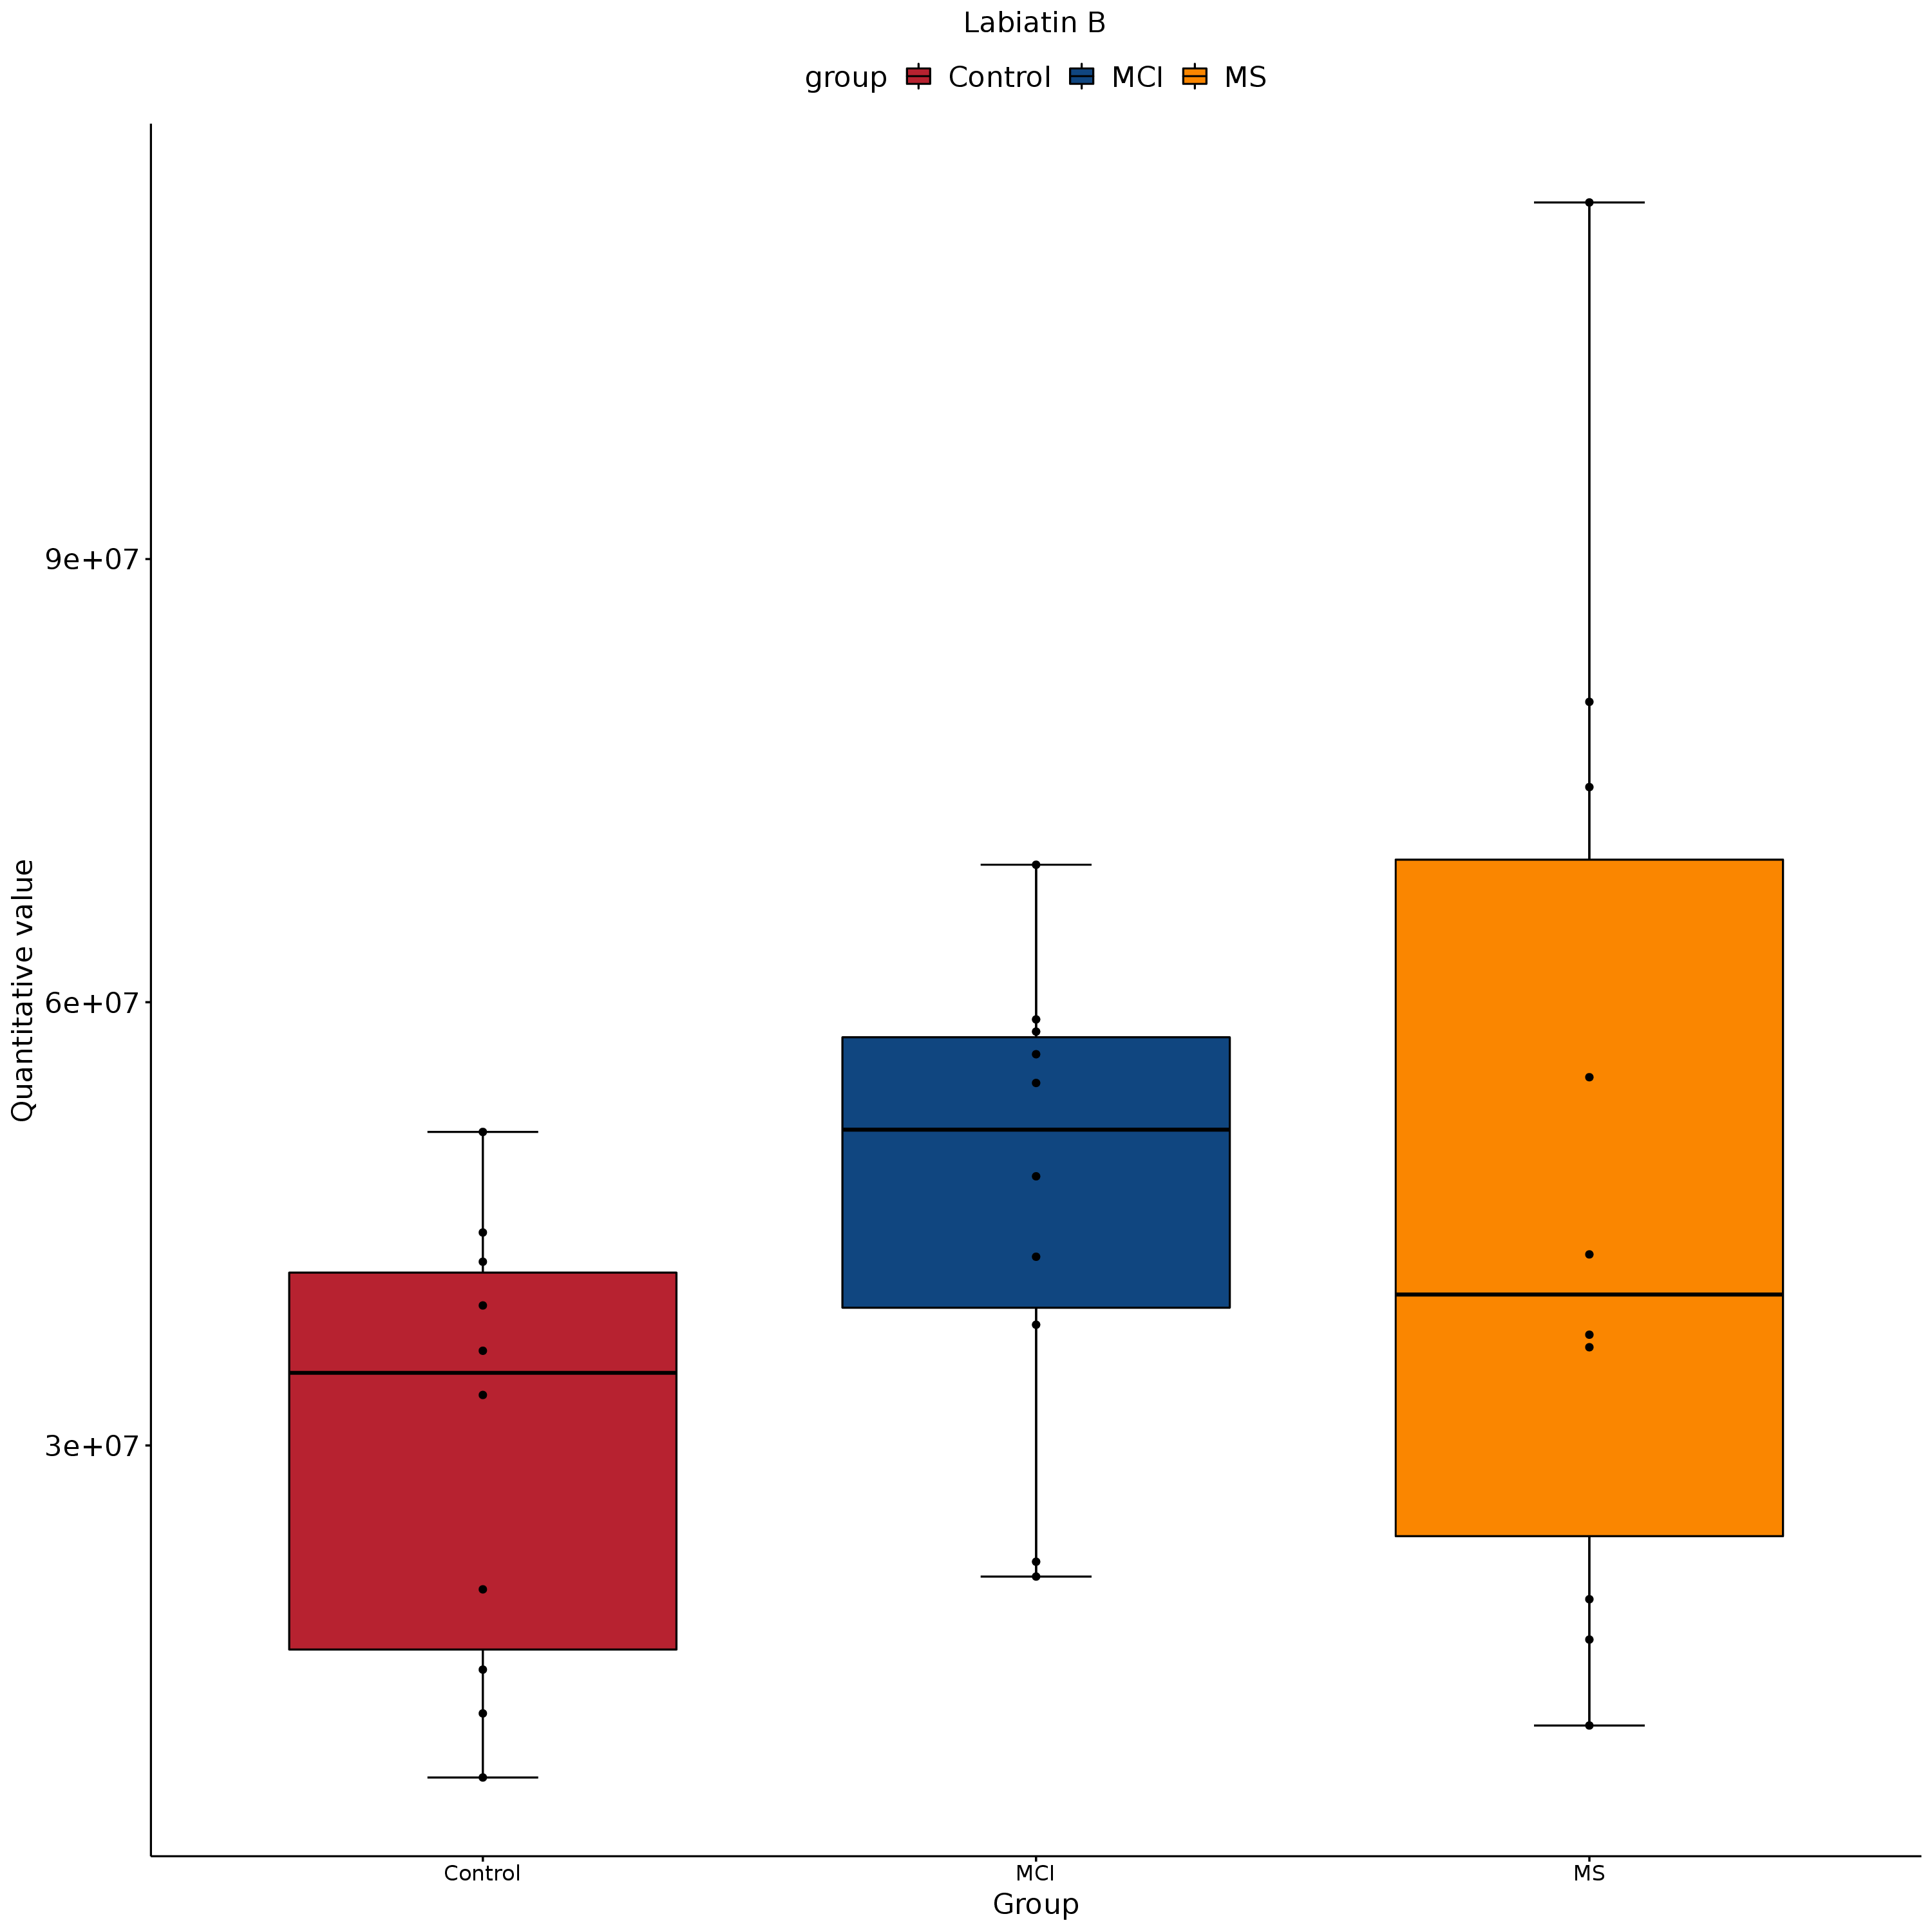 Labiatin B
group Control MCI MS
9e+07
6e+07
3e+07
Quantitative value
Control MCI MS
Group